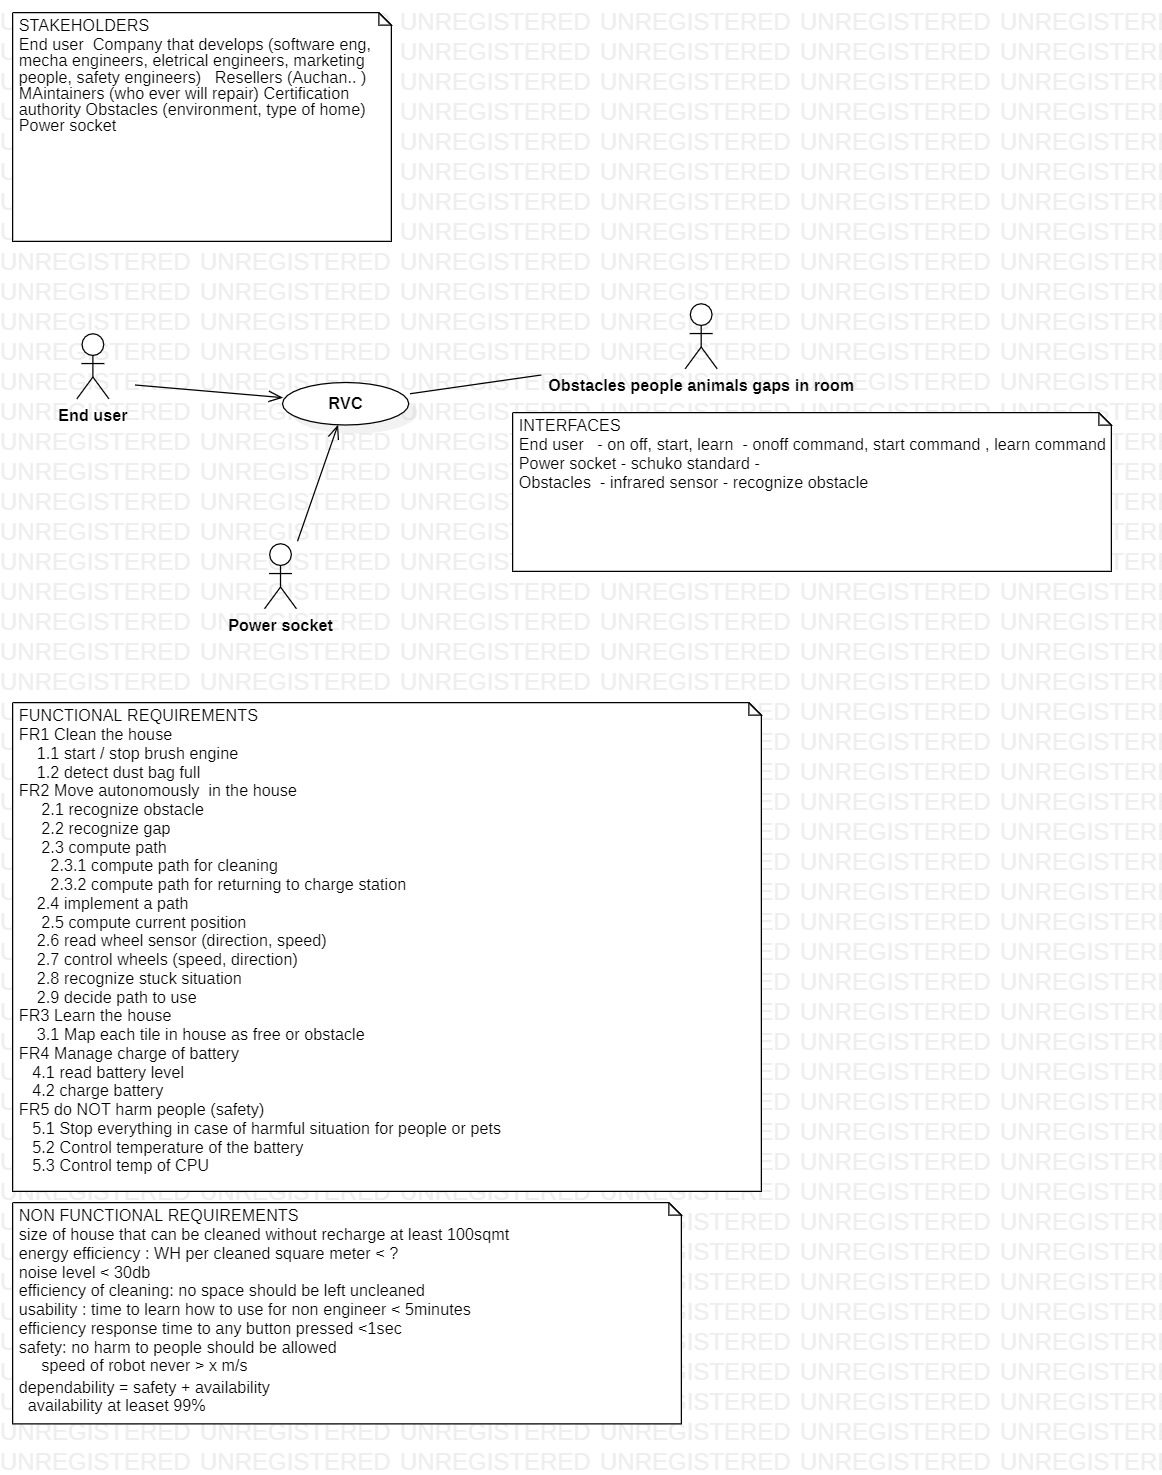 STAKEHOLDERS
End user  Company that develops (software eng,
mecha engineers, eletrical engineers, marketing
people, safety engineers)   Resellers (Auchan.. )
MAintainers (who ever will repair) Certification
authority Obstacles (environment, type of home)
Power socket
End user
RVC
Obstacles people animals gaps in room
INTERFACES
End user   - on off, start, learn  - onoff command, start command , learn command
Power socket - schuko standard -
Obstacles  - infrared sensor - recognize obstacle
Power socket
FUNCTIONAL REQUIREMENTS
FR1 Clean the house
1.1 start / stop brush engine
1.2 detect dust bag full
FR2 Move autonomously  in the house
2.1 recognize obstacle
2.2 recognize gap
2.3 compute path
2.3.1 compute path for cleaning
2.3.2 compute path for returning to charge station
2.4 implement a path
2.5 compute current position
2.6 read wheel sensor (direction, speed)
2.7 control wheels (speed, direction)
2.8 recognize stuck situation
2.9 decide path to use
FR3 Learn the house
3.1 Map each tile in house as free or obstacle
FR4 Manage charge of battery
4.1 read battery level
4.2 charge battery
FR5 do NOT harm people (safety)
5.1 Stop everything in case of harmful situation for people or pets
5.2 Control temperature of the battery
5.3 Control temp of CPU
NON FUNCTIONAL REQUIREMENTS
size of house that can be cleaned without recharge at least 100sqmt
energy efficiency : WH per cleaned square meter < ?
noise level < 30db
efficiency of cleaning: no space should be left uncleaned
usability : time to learn how to use for non engineer < 5minutes
efficiency response time to any button pressed <1sec
safety: no harm to people should be allowed
speed of robot never > x m/s
dependability = safety + availability
availability at leaset 99%
UNREGISTERED